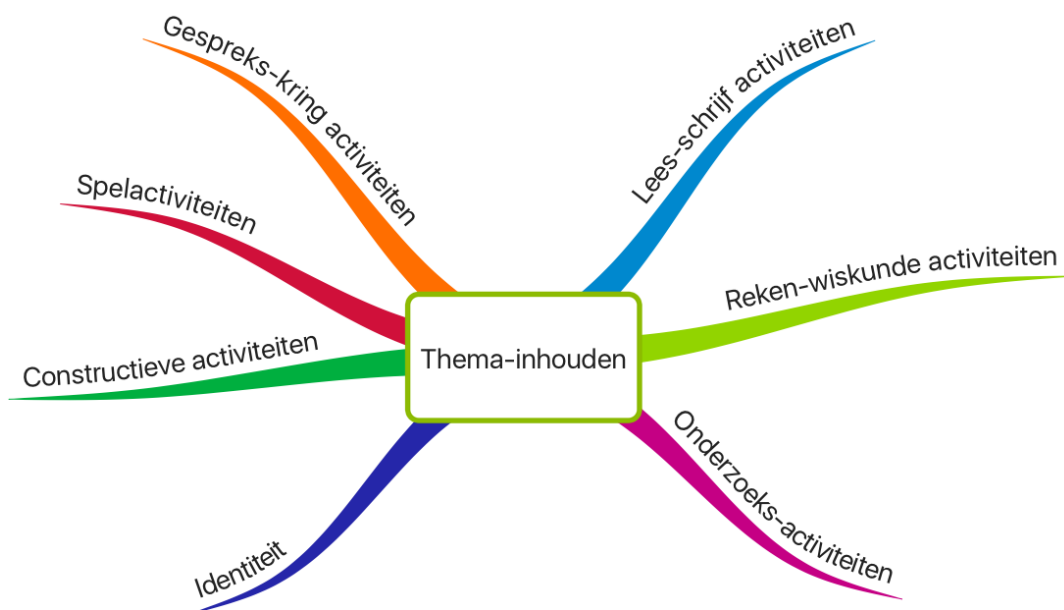 Gespreks-kring activiteiten
Lees-schrijf activiteiten
Spelactiviteiten
Reken-wiskunde activiteiten
Thema-inhouden
Constructieve activiteiten
Onderzoeks-activiteiten
Identiteit